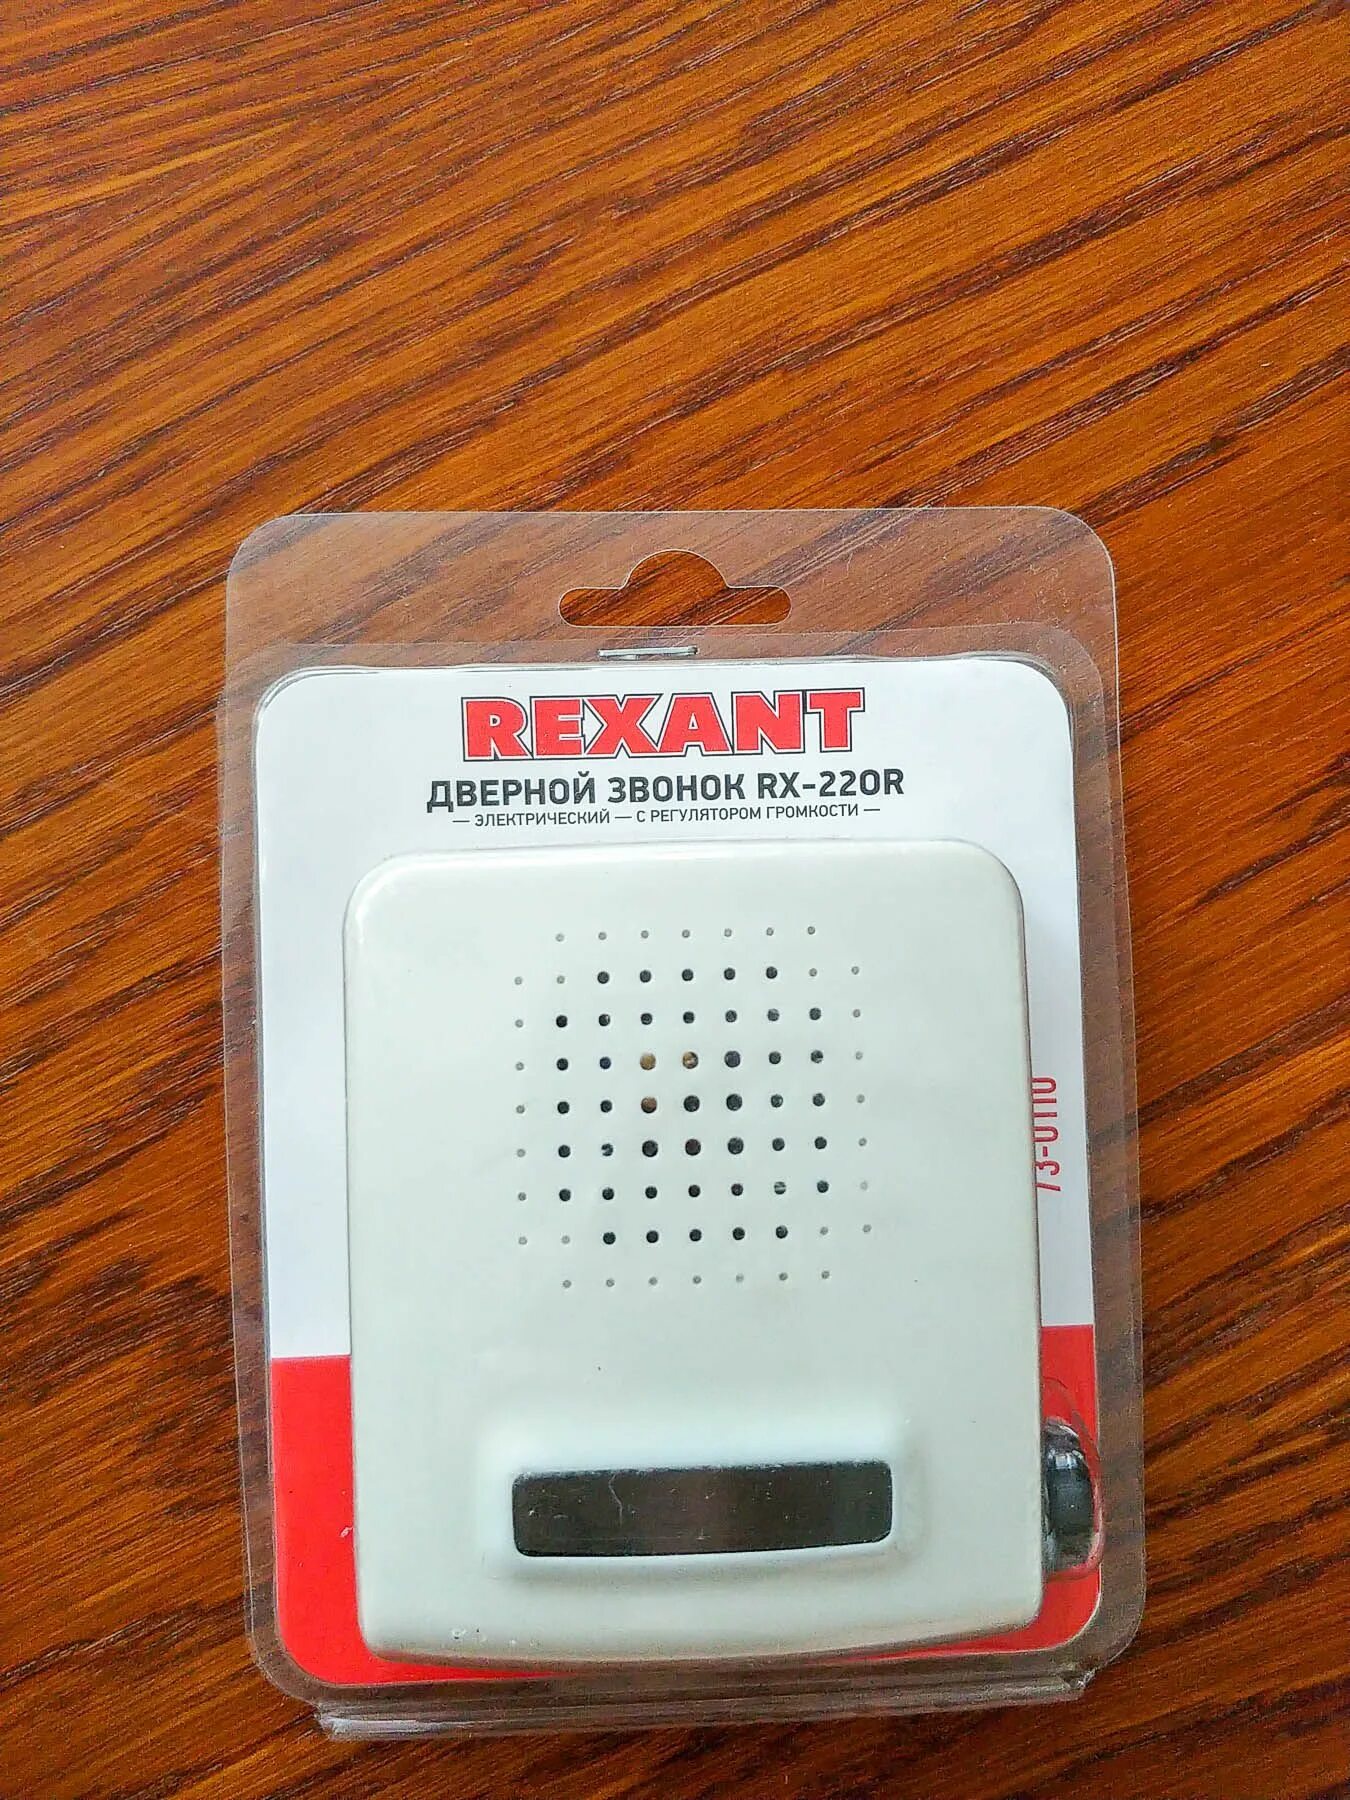 REXANT
ДВЕРНОЙ ЗВОНОК RX-220R
— ЭЛЕКТРИЧЕСКИЙ — С РЕГУЛЯТОРОМ ГРОМКОСТИ —
73-0110